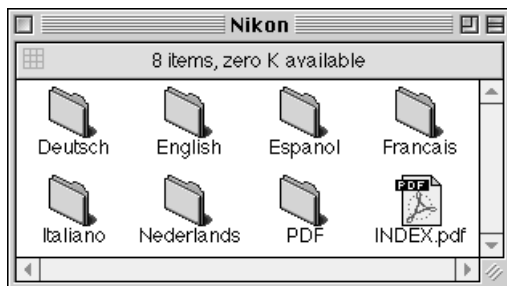 Nikon
8 items, zero K available
Deutsch English Espanol Francais
PDF
Italiano Nederlands PDF INDEX.pdf